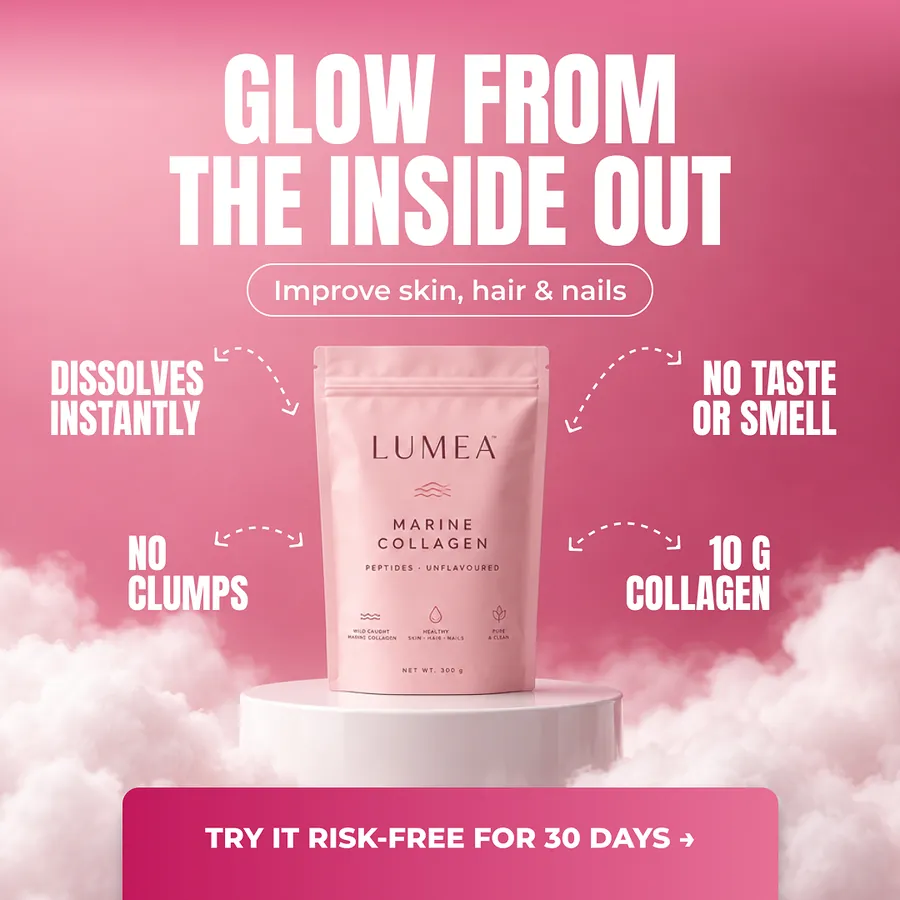 GLOW FROM
THE INSIDE OUT
Improve skin, hair & nails
DISSOLVES
INSTANTLY
NO TASTE
OR SMELL
LUMEA™
MARINE
COLLAGEN
PEPTIDES · UNFLAVOURED
NO
CLUMPS
10 G
COLLAGEN
WILD CAUGHT
MARINE COLLAGEN
HEALTHY
SKIN · HAIR · NAILS
PURE
& CLEAN
NET WT. 300 g
TRY IT RISK-FREE FOR 30 DAYS →